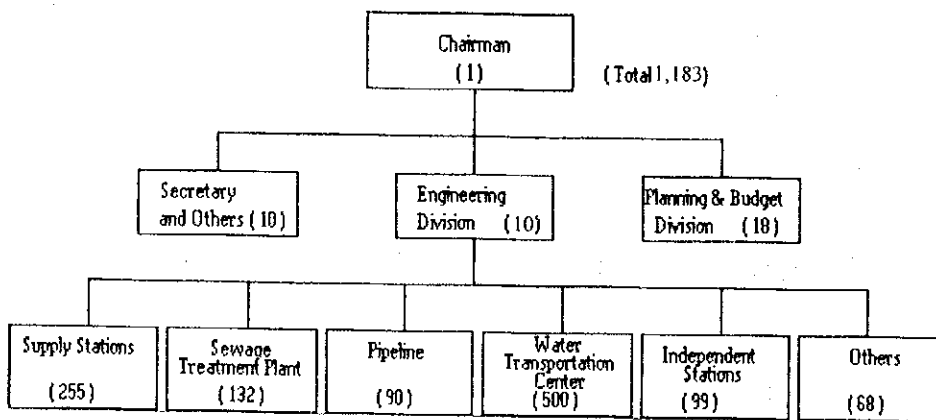 Chairman
(1)
(Total 1,183)
Secretary
and Others (10)
Engineering
Division (10)
Planning & Budget
Division (18)
Supply Stations
(255)
Sewage
Treatment Plant
(132)
Pipeline
(90)
Water
Transportation
Center
(500)
Independent
Stations
(99)
Others
(68)